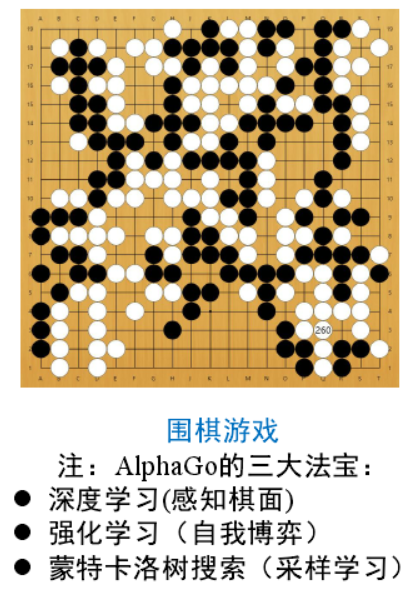 A B C D E F G H J K L M N O P Q R S T
260
围棋游戏
注：AlphaGo的三大法宝：
● 深度学习(感知棋面)
● 强化学习（自我博弈）
● 蒙特卡洛树搜索（采样学习）